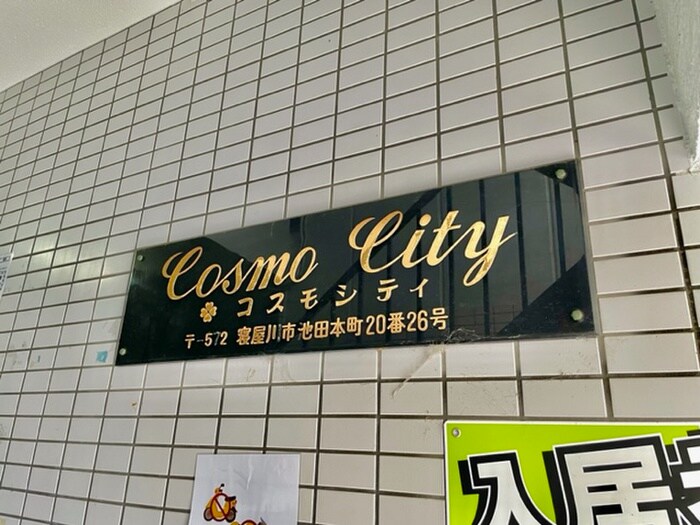 Cosmo City
コスモシティ
〒-572 寝屋川市池田本町20番26号
入居